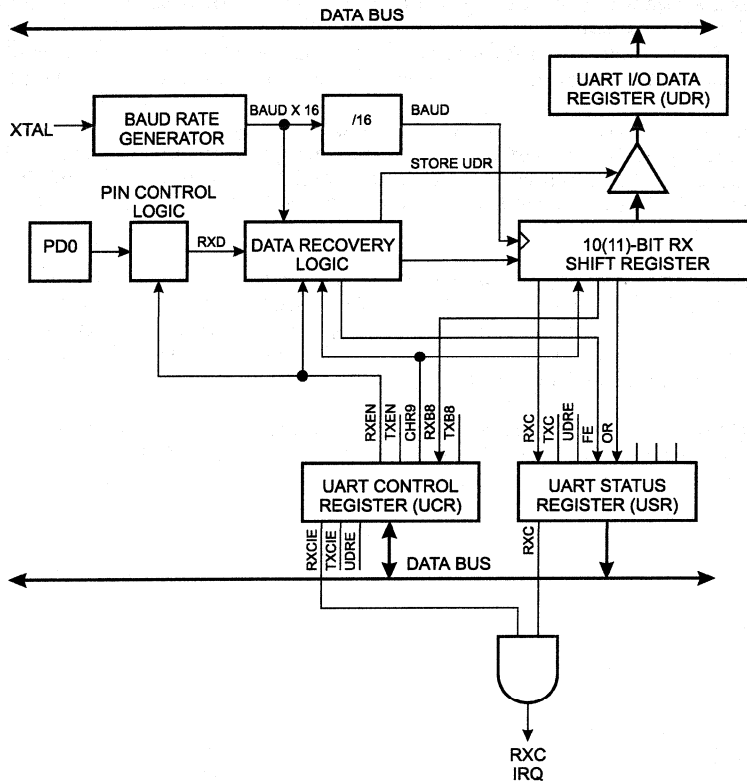 DATA BUS
UART I/O DATA
REGISTER (UDR)
XTAL
BAUD RATE
GENERATOR
BAUD X 16
/16
BAUD
STORE UDR
PIN CONTROL
LOGIC
PD0
RXD
DATA RECOVERY
LOGIC
10(11)-BIT RX
SHIFT REGISTER
RXEN
TXEN
CHR9
RXB8
TXB8
RXC
TXC
UDRE
FE
OR
UART CONTROL
REGISTER (UCR)
UART STATUS
REGISTER (USR)
RXCIE
TXCIE
UDRE
RXC
DATA BUS
RXC
IRQ